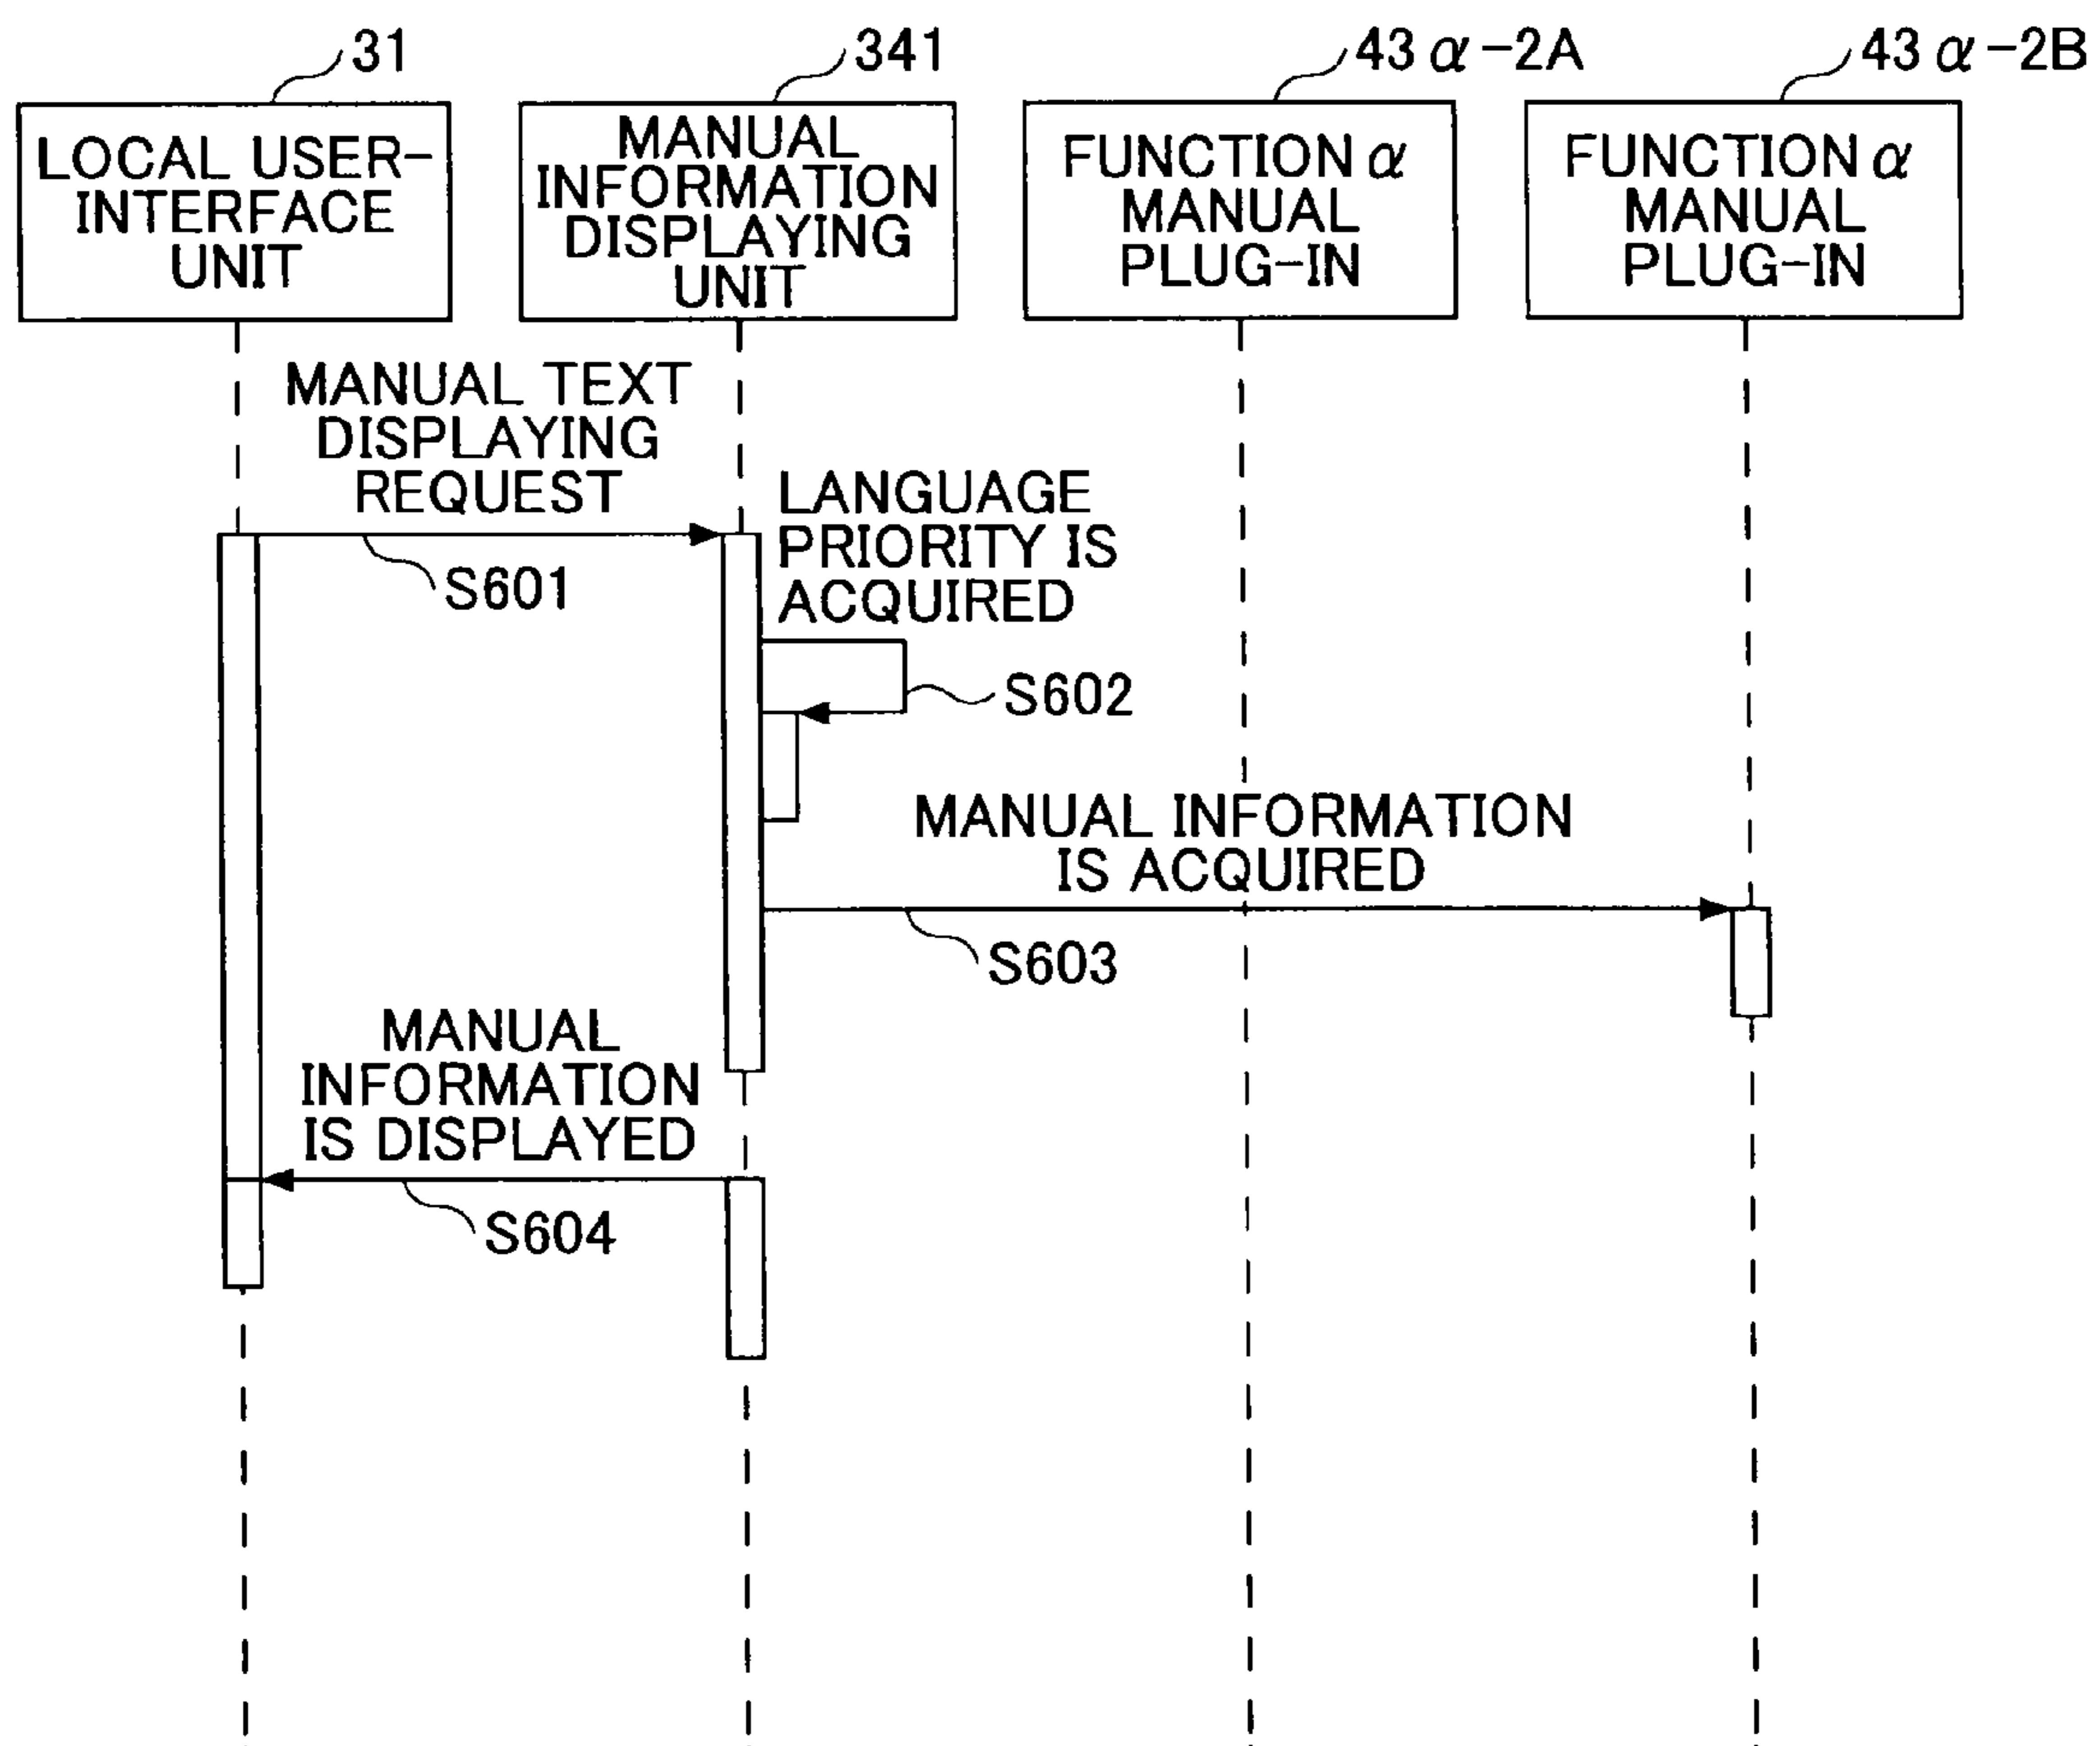 31
341
43 α-2A
43 α-2B
LOCAL USER-
INTERFACE
UNIT
MANUAL
INFORMATION
DISPLAYING
UNIT
FUNCTION α
MANUAL
PLUG-IN
FUNCTION α
MANUAL
PLUG-IN
MANUAL TEXT
DISPLAYING
REQUEST
S601
LANGUAGE
PRIORITY IS
ACQUIRED
S602
MANUAL INFORMATION
IS ACQUIRED
S603
MANUAL
INFORMATION
IS DISPLAYED
S604